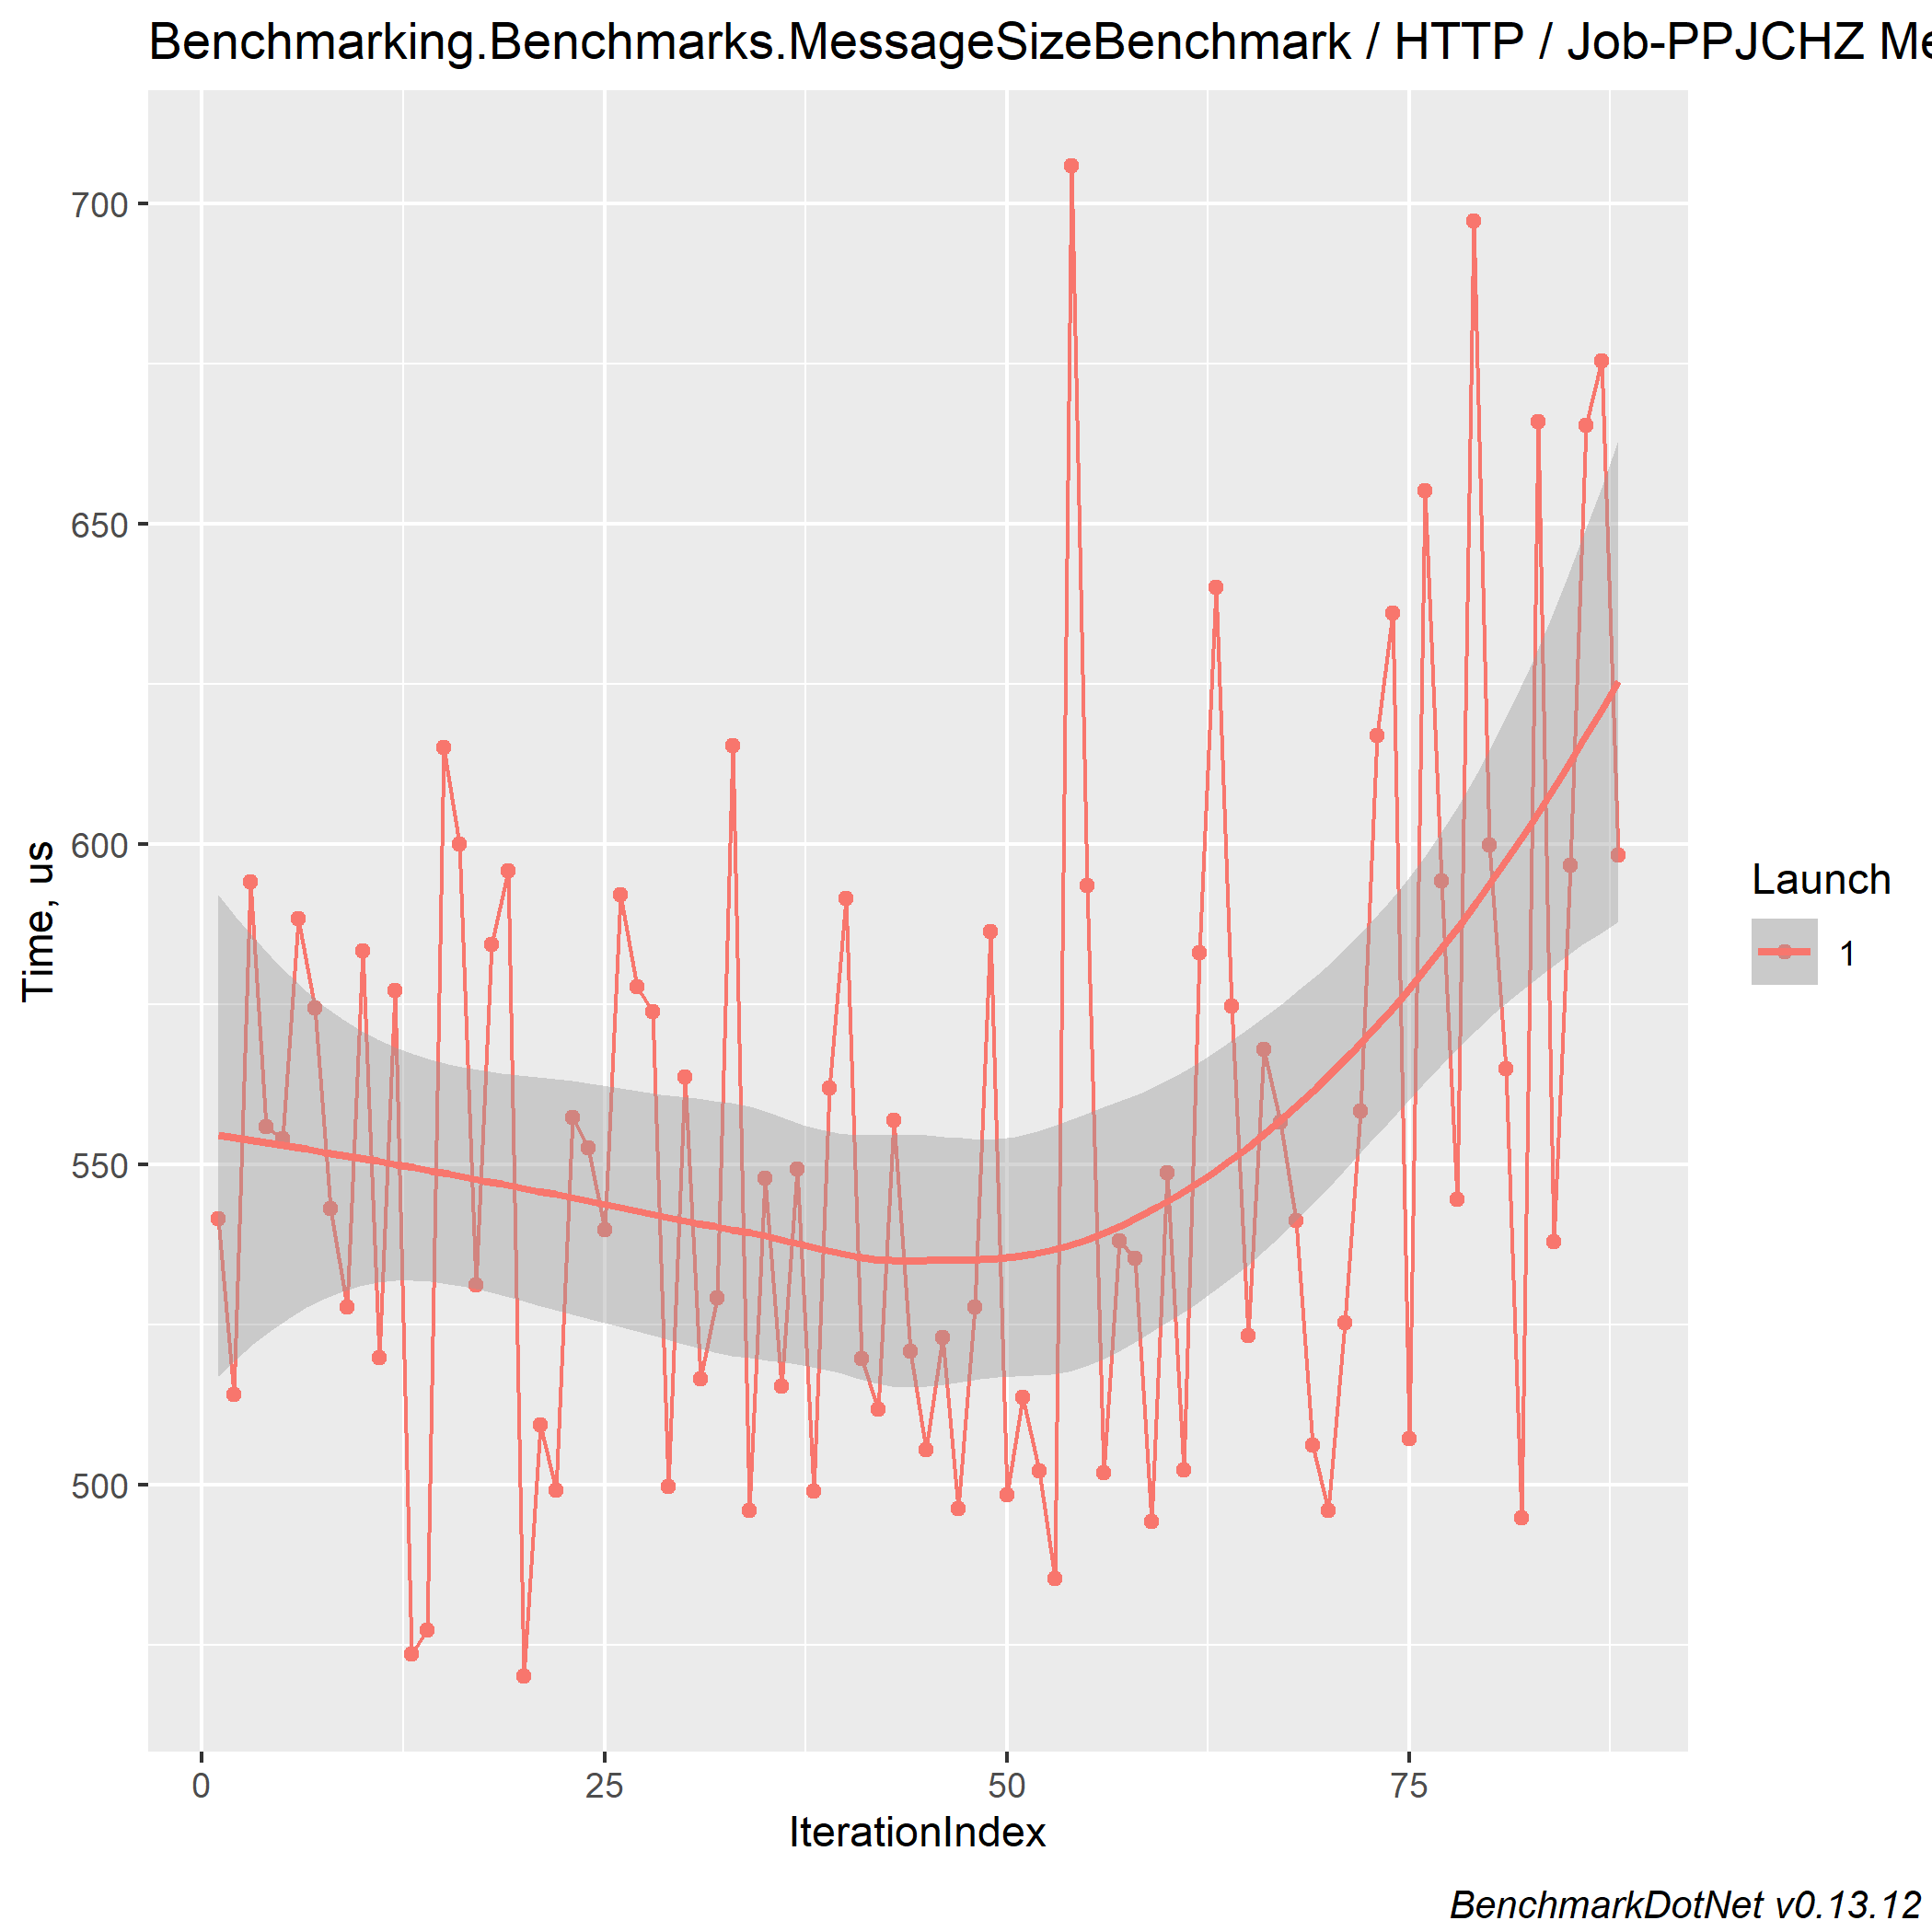 Benchmarking.Benchmarks.MessageSizeBenchmark / HTTP / Job-PPJCHZ Me
700
650
600
550
500
Time, us
0 25 50 75
IterationIndex
Launch
1
BenchmarkDotNet v0.13.12